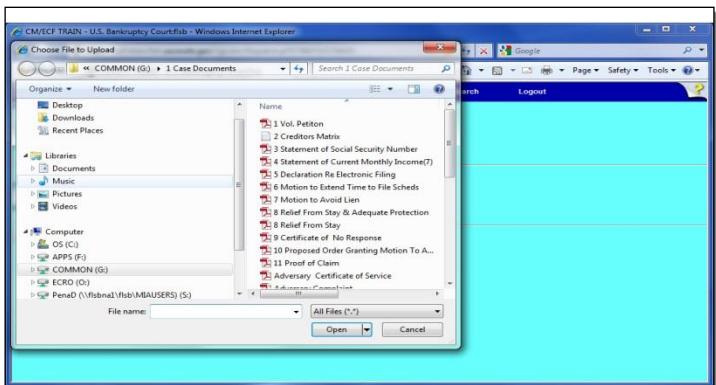 CM/ECF TRAIN - U.S. Bankruptcy Court:flsb - Windows Internet Explorer
Choose File to Upload
« COMMON (G:) ▸ 1 Case Documents
Search 1 Case Documents
Google
Page Safety Tools
Organize New folder
arch Logout
Desktop
Downloads
Recent Places
Libraries
Documents
Music
Pictures
Videos
Computer
OS (C:)
APPS (F:)
COMMON (G:)
ECRO (O:)
PenaD (\\flsbna1\flsb\MIAUSERS) (S:)
Name
1 Vol. Petiton
2 Creditors Matrix
3 Statement of Social Security Number
4 Statement of Current Monthly Income(7)
5 Declaration Re Electronic Filing
6 Motion to Extend Time to File Scheds
7 Motion to Avoid Lien
8 Relief From Stay & Adequate Protection
8 Relief From Stay
9 Certificate of No Response
10 Proposed Order Granting Motion To A...
11 Proof of Claim
Adversary Certificate of Service
Adversary Complaint
File name:
All Files (*.*)
Open
Cancel